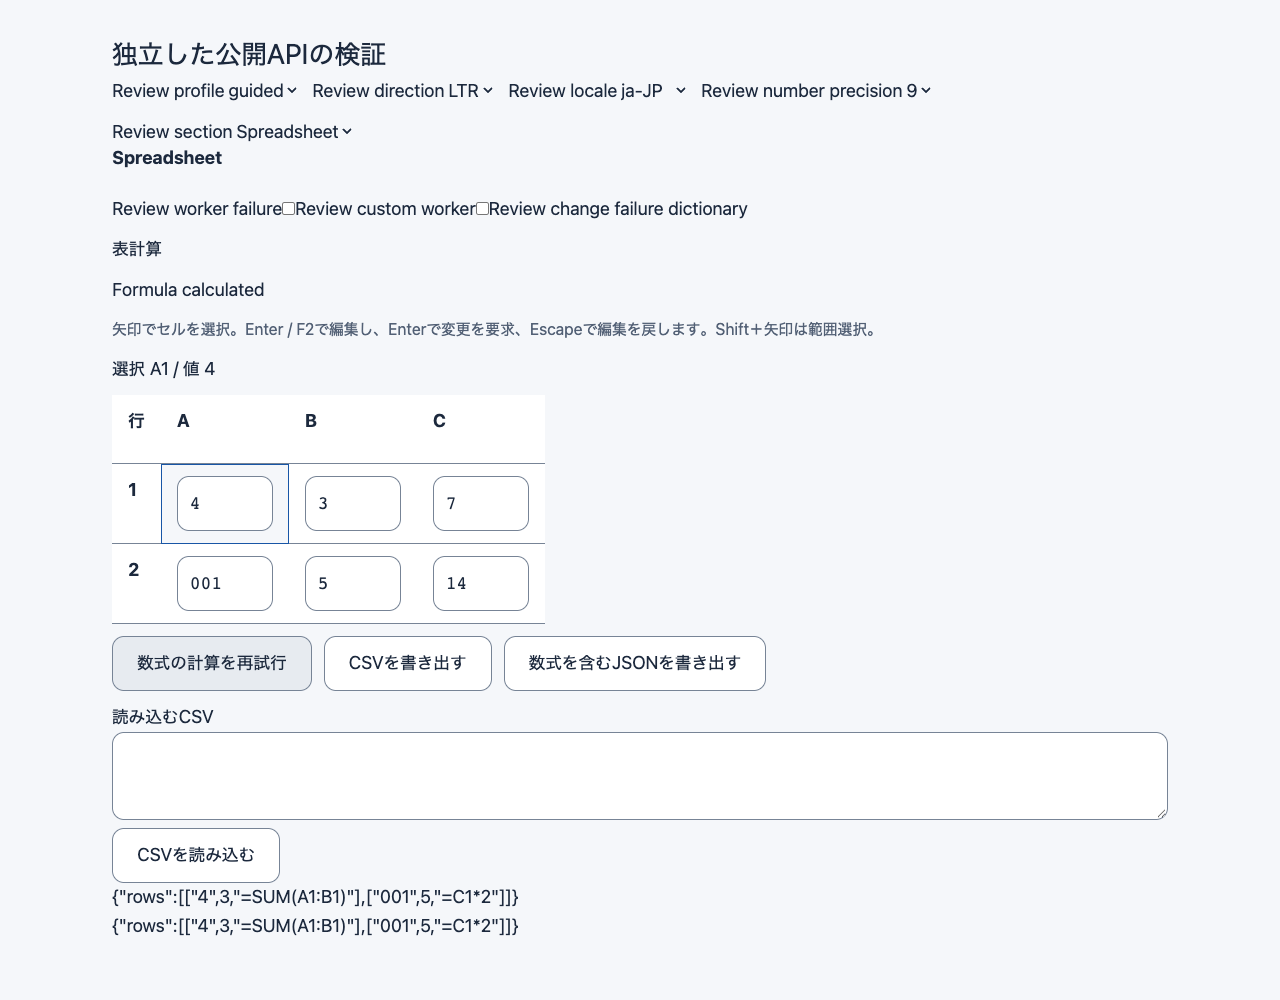 独立した公開APIの検証
Review profile guided Review direction LTR Review locale ja-JP Review number precision 9
Review section Spreadsheet
Spreadsheet
Review worker failure Review custom worker Review change failure dictionary
表計算
Formula calculated
矢印でセルを選択。Enter / F2で編集し、Enterで変更を要求、Escapeで編集を戻します。Shift＋矢印は範囲選択。
選択 A1 / 値 4
行 A B C
1 4 3 7
2 001 5 14
数式の計算を再試行 CSVを書き出す 数式を含むJSONを書き出す
読み込むCSV
CSVを読み込む
{"rows":[["4",3,"=SUM(A1:B1)"],["001",5,"=C1*2"]]}
{"rows":[["4",3,"=SUM(A1:B1)"],["001",5,"=C1*2"]]}